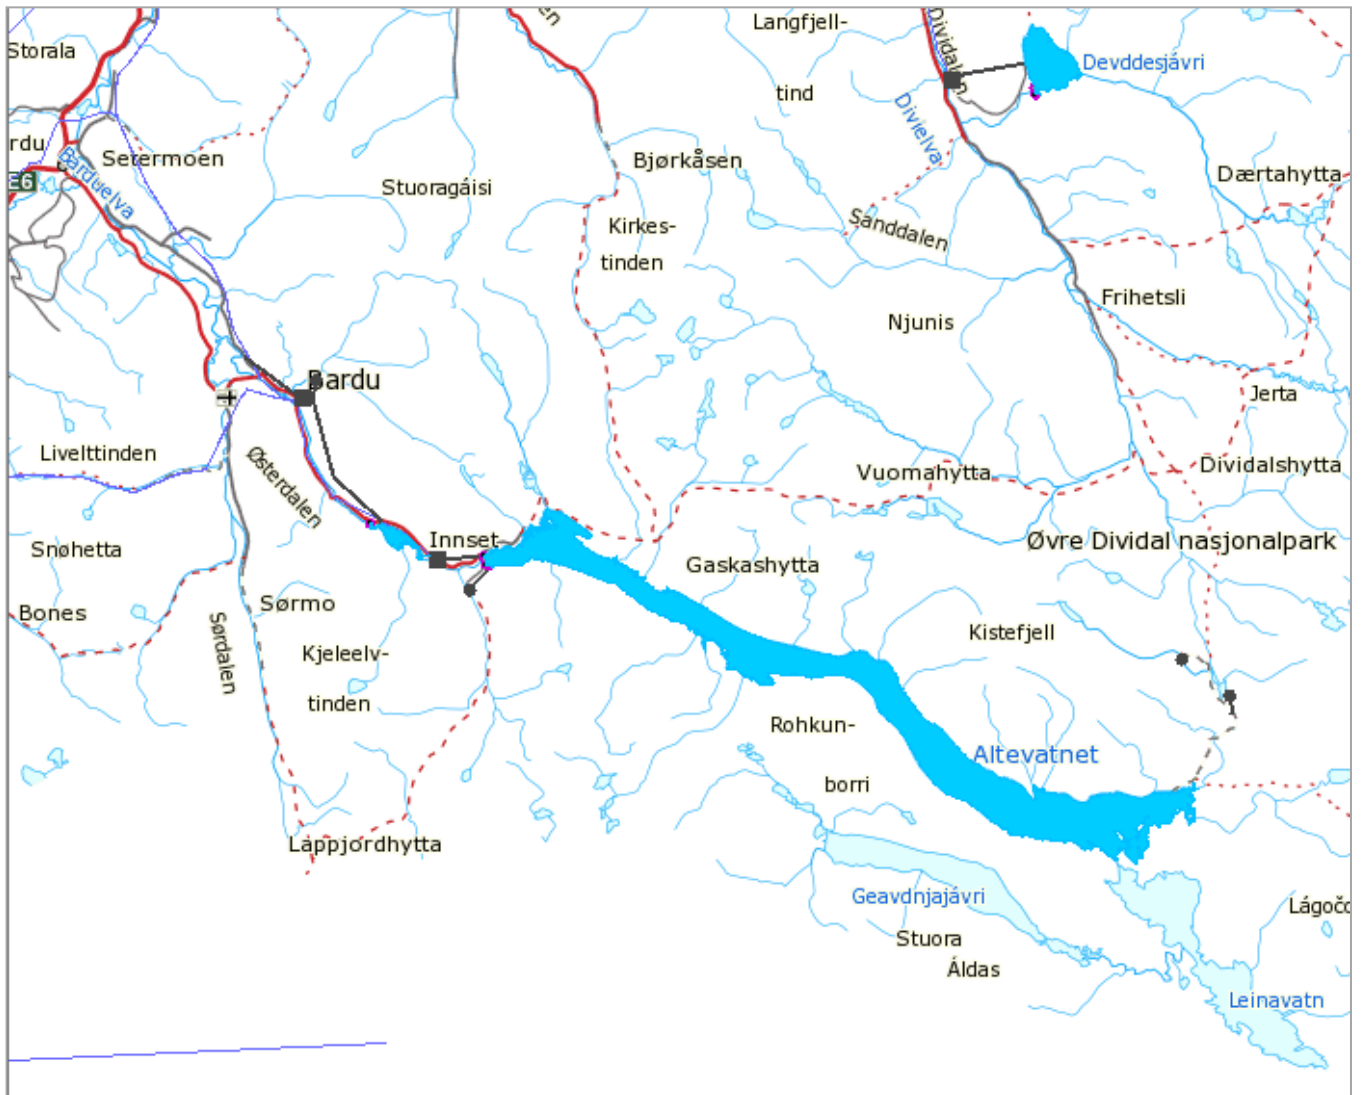 en
Langfjell-
tind
Dividalen
Devddesjávri
Storala
rdu
E6
Barduelva
Setermoen
Stuoragáisi
Bjørkåsen
Kirkes-
tinden
Divielva
Sanddalen
Dærtahytta
Frihetsli
Njunis
Bardu
Jerta
Livelttinden
Østerdalen
Vuomahytta
Dividalshytta
Snøhetta
Innset
Gaskashytta
Øvre Dividal nasjonalpark
Bones
Sørdalen
Sørmo
Kjeleelv-
tinden
Kistefjell
Rohkun-
borri
Altevatnet
Lappjordhytta
Geavdnjajávri
Stuora
Áldas
Lágočo
Leinavatn